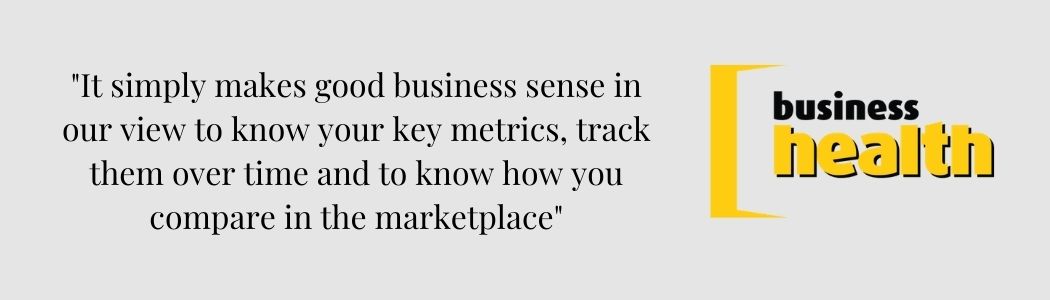 "It simply makes good business sense in
our view to know your key metrics, track
them over time and to know how you
compare in the marketplace"
business
health